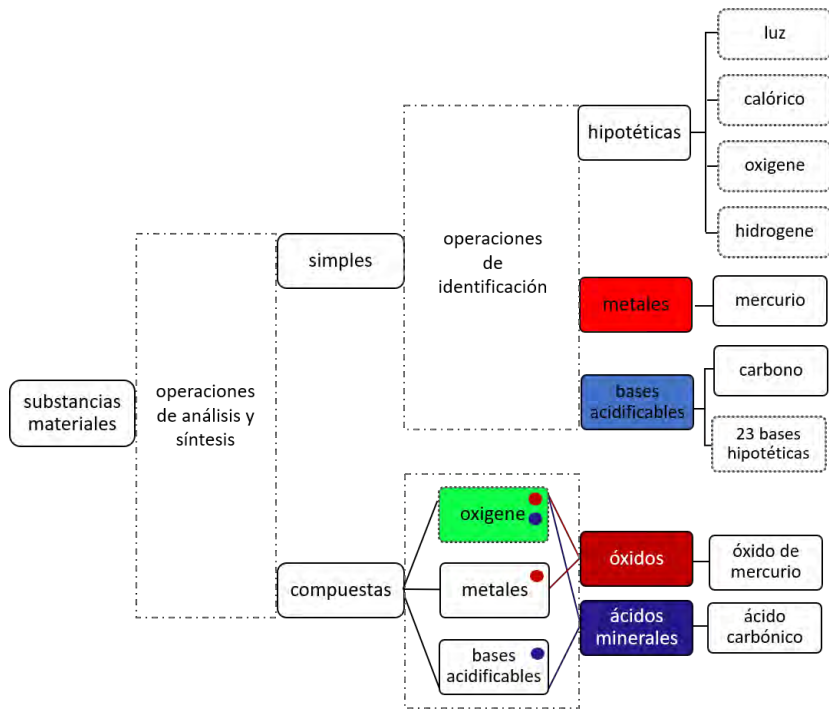 substancias
materiales
operaciones
de análisis y
síntesis
simples
operaciones
de
identificación
hipotéticas
luz
calórico
oxigene
hidrogene
metales
mercurio
bases
acidificables
carbono
23 bases
hipotéticas
compuestas
oxigene
metales
bases
acidificables
óxidos
óxido de
mercurio
ácidos
minerales
ácido
carbónico